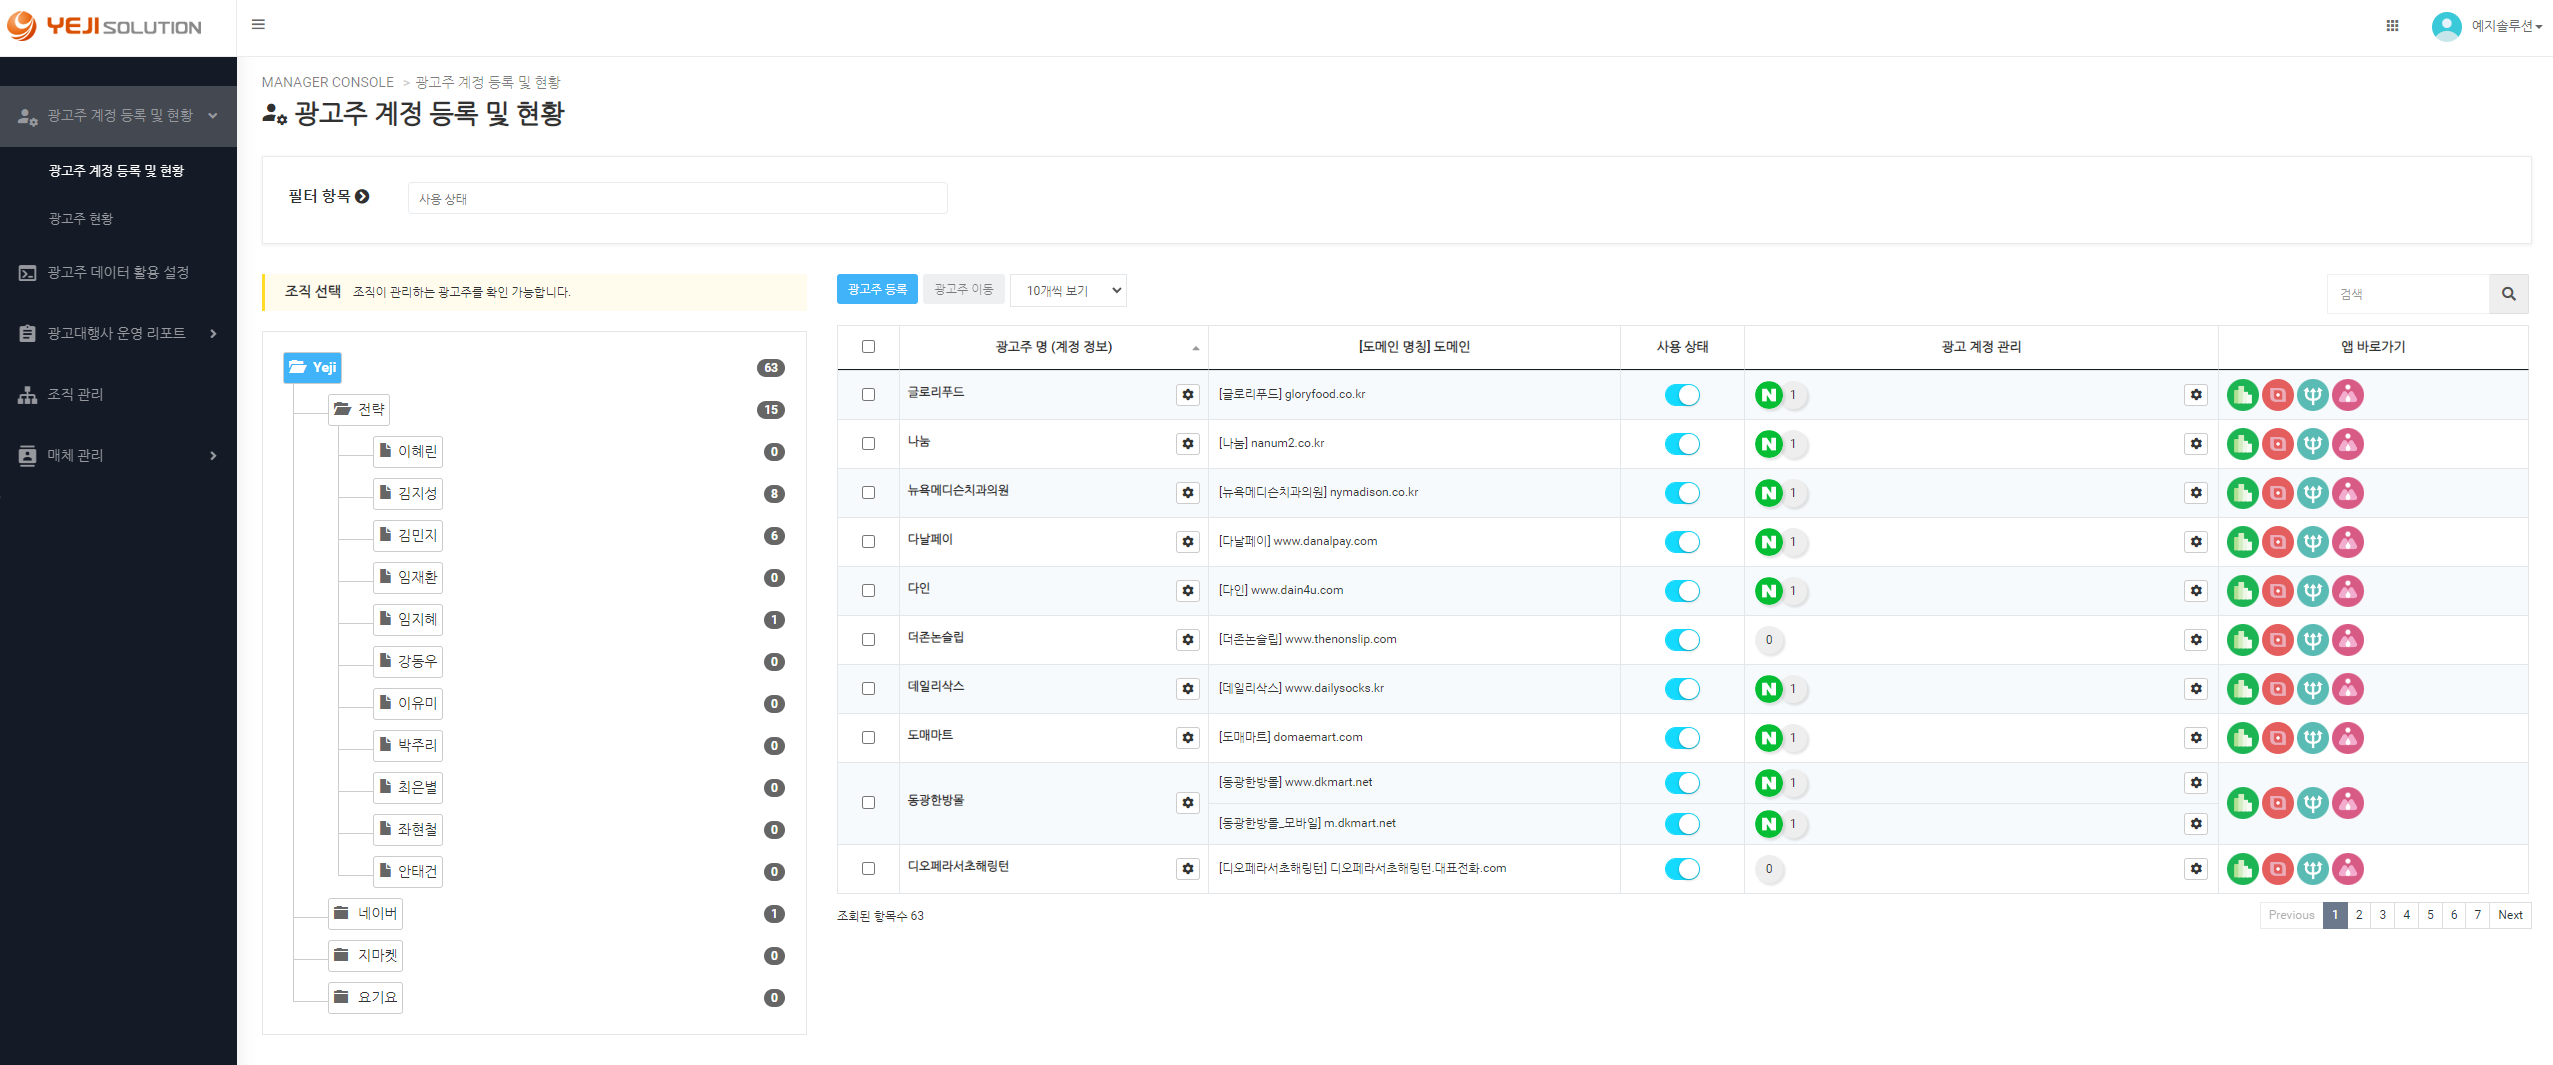 YEJI SOLUTION
예지솔루션
광고주 계정 등록 및 현황
광고주 계정 등록 및 현황
광고주 현황
광고주 데이터 활용 설정
광고대행사 운영 리포트
조직 관리
매체 관리
MANAGER CONSOLE > 광고주 계정 등록 및 현황
광고주 계정 등록 및 현황
필터 항목 사용 상태
조직 선택 조직이 관리하는 광고주를 확인 가능합니다.
Yeji 63
전략 15
이혜린 0
김지성 8
김민지 6
임재환 0
임지혜 1
강동우 0
이유미 0
박주리 0
최은별 0
좌현철 0
안태건 0
네이버 1
지마켓 0
요기요 0
광고주 등록 광고주 이동 10개씩 보기 검색
광고주 명 (계정 정보) [도메인 명칭] 도메인 사용 상태 광고 계정 관리 앱 바로가기
글로리푸드 [글로리푸드] gloryfood.co.kr N 1
나눔 [나눔] nanum2.co.kr N 1
뉴욕메디슨치과의원 [뉴욕메디슨치과의원] nymadison.co.kr N 1
다날페이 [다날페이] www.danalpay.com N 1
다인 [다인] www.dain4u.com N 1
더존논슬립 [더존논슬립] www.thenonslip.com 0
데일리삭스 [데일리삭스] www.dailysocks.kr N 1
도매마트 [도매마트] domaemart.com N 1
동광한방몰 [동광한방몰] www.dkmart.net N 1
[동광한방몰_모바일] m.dkmart.net N 1
디오페라서초해링턴 [디오페라서초해링턴] 디오페라서초해링턴.대표전화.com 0
조회된 항목수 63
Previous 1 2 3 4 5 6 7 Next